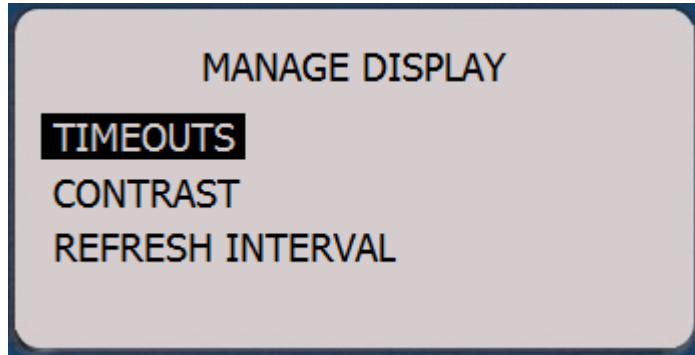 MANAGE DISPLAY
TIMEOUTS
CONTRAST
REFRESH INTERVAL